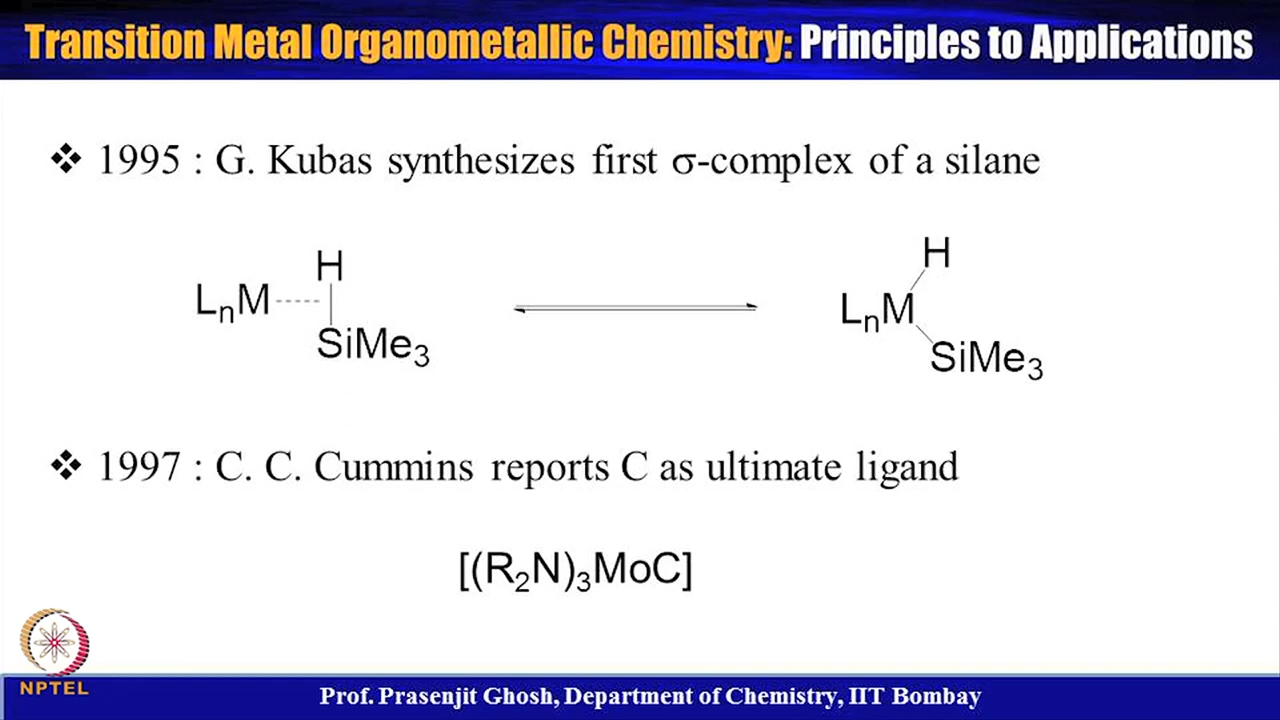 Transition Metal Organometallic Chemistry: Principles to Applications
❖ 1995 : G. Kubas synthesizes first σ-complex of a silane
H
LₙM
SiMe₃
H
LₙM
SiMe₃
❖ 1997 : C. C. Cummins reports C as ultimate ligand
[(R₂N)₃MoC]
NPTEL
Prof. Prasenjit Ghosh, Department of Chemistry, IIT Bombay